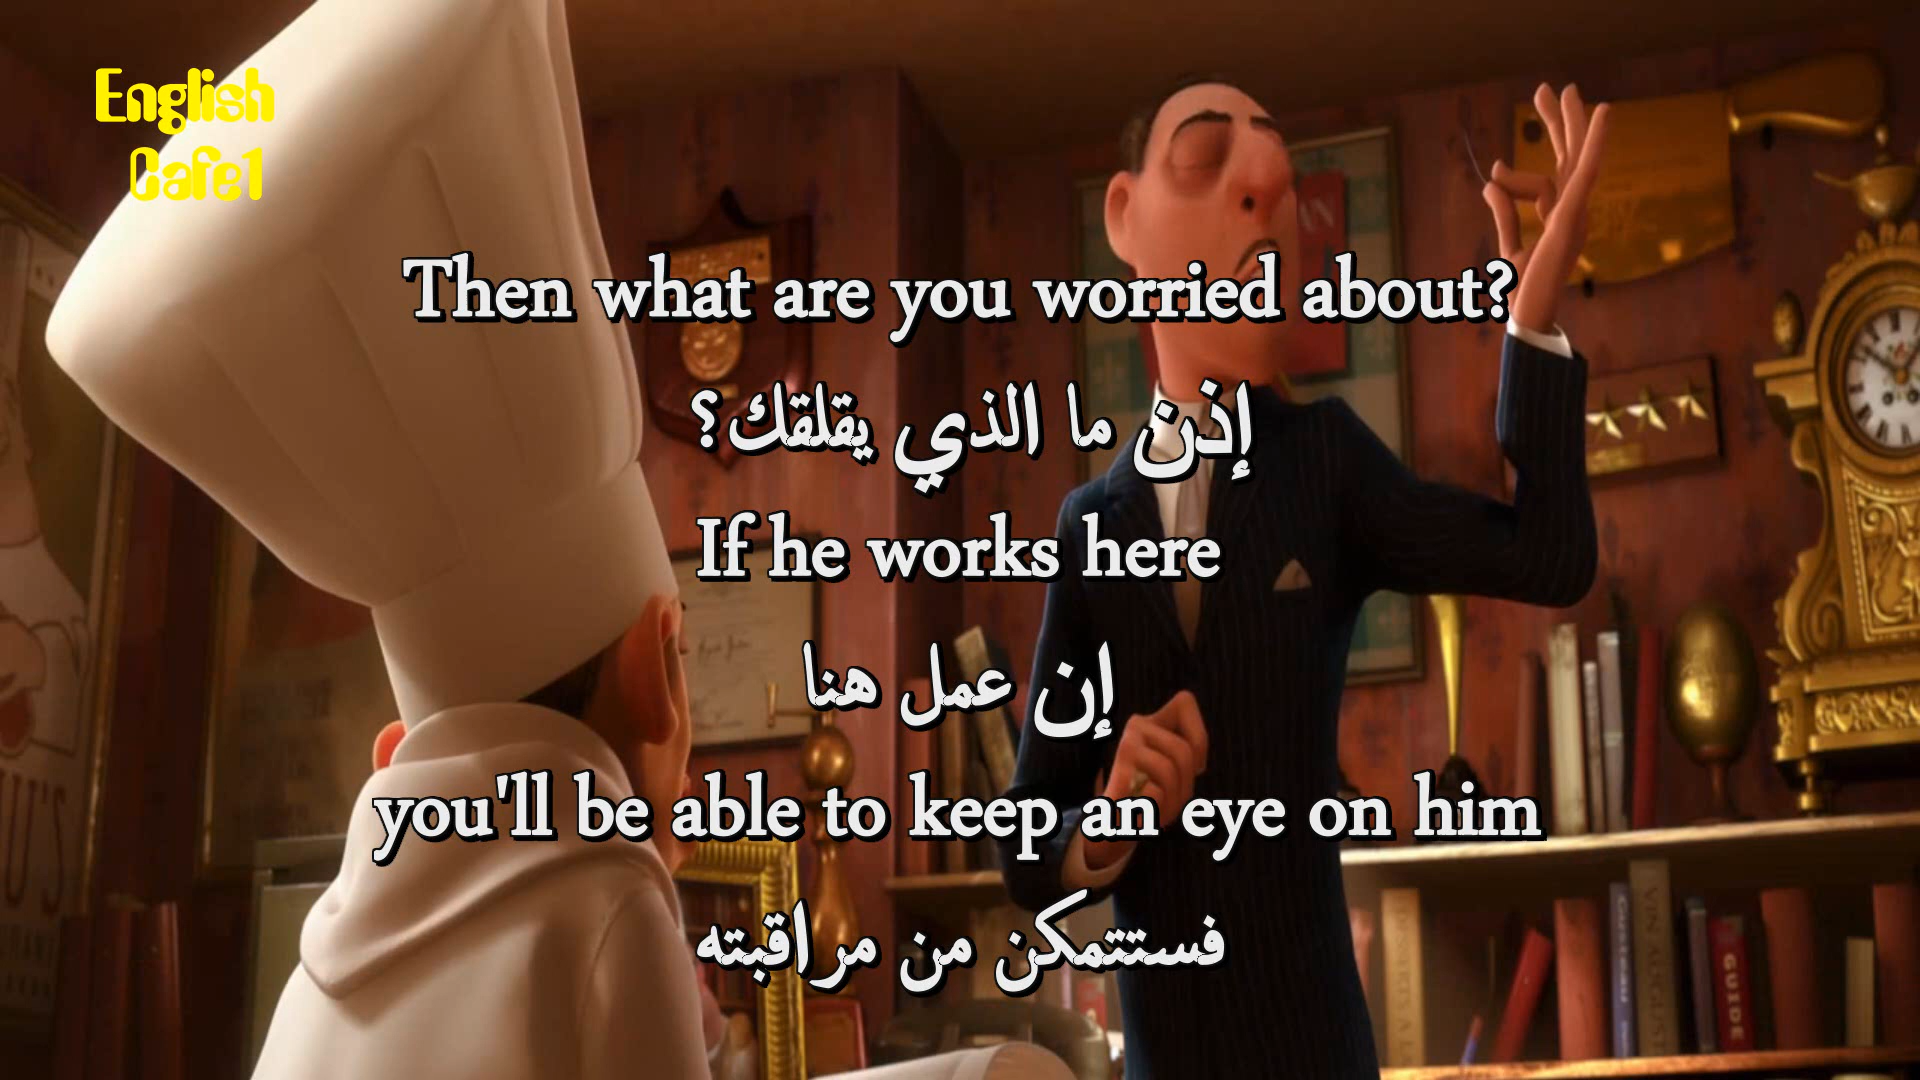 English
Cafe1
Then what are you worried about?
إذن ما الذي يقلقك؟
If he works here
إن عمل هنا
you'll be able to keep an eye on him
فستتمكن من مراقبته
GUIDE